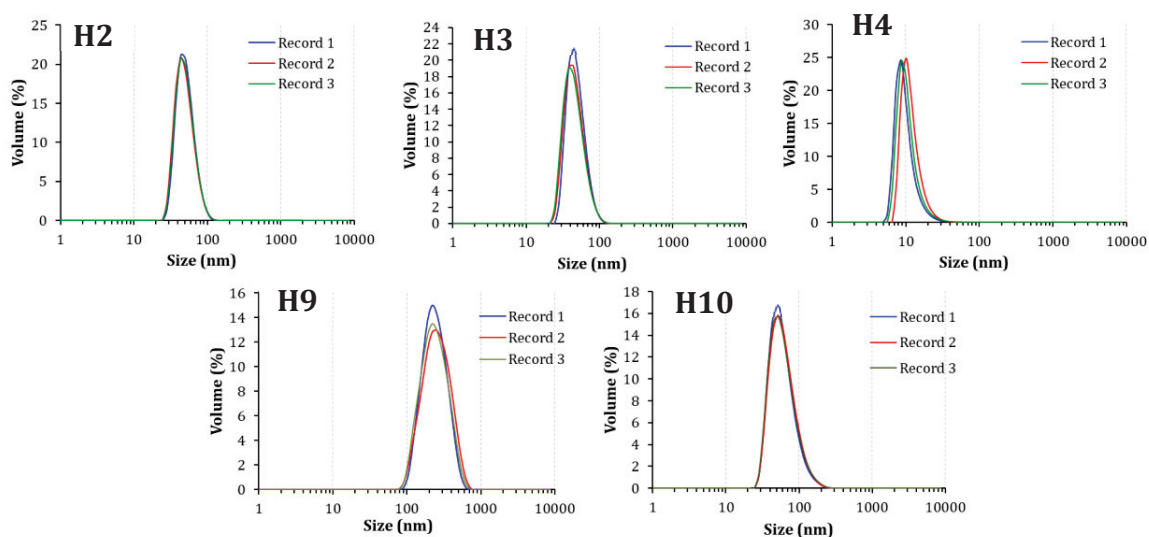 H2
Record 1
Record 2
Record 3
Volume (%)
25
20
15
10
5
0
1 10 100 1000 10000
Size (nm)
H3
Record 1
Record 2
Record 3
Volume (%)
24
22
20
18
16
14
12
10
8
6
4
2
0
1 10 100 1000 10000
Size (nm)
H4
Record 1
Record 2
Record 3
Volume (%)
30
25
20
15
10
5
0
1 10 100 1000 10000
Size (nm)
H9
Record 1
Record 2
Record 3
Volume (%)
16
14
12
10
8
6
4
2
0
1 10 100 1000 10000
Size (nm)
H10
Record 1
Record 2
Record 3
Volume (%)
18
16
14
12
10
8
6
4
2
0
1 10 100 1000 10000
Size (nm)